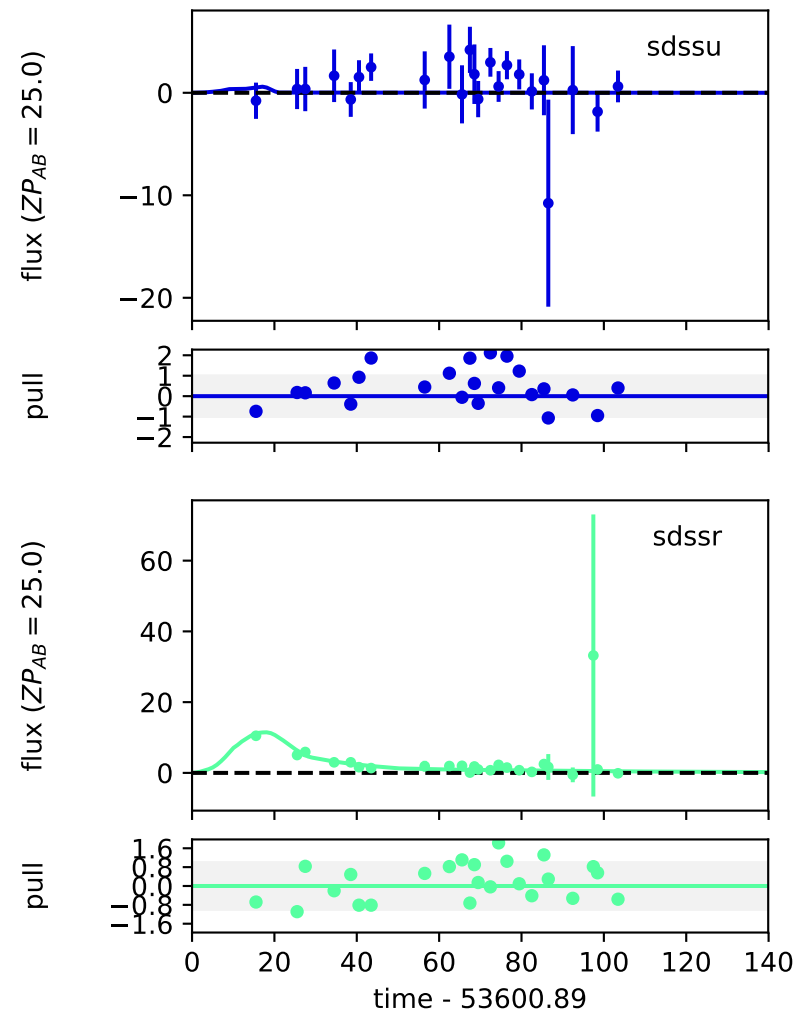 sdssu
flux (ZP_AB = 25.0)
0
−10
−20
pull
2
1
0
−1
−2
sdssr
flux (ZP_AB = 25.0)
60
40
20
0
pull
1.6
0.8
0.0
−0.8
−1.6
0 20 40 60 80 100 120 140
time - 53600.89